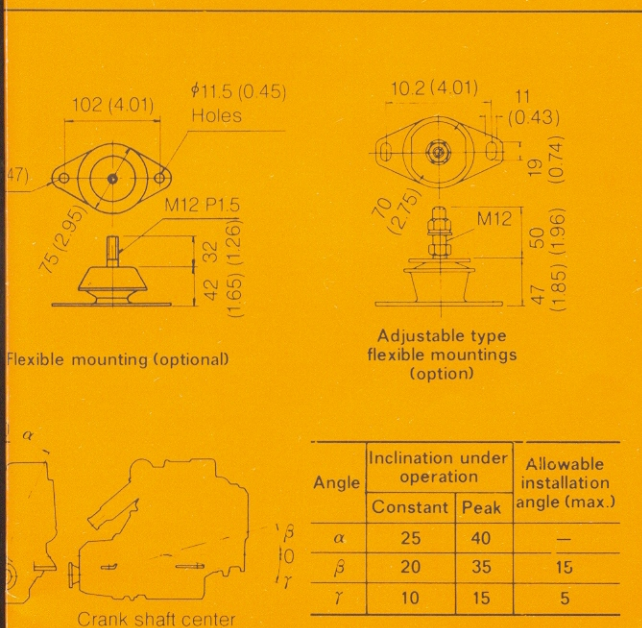 102 (4.01)
φ11.5 (0.45)
Holes
47)
75 (2.95)
M12 P1.5
32
(1.26)
42
(1.65)
Flexible mounting (optional)
10.2 (4.01)
11
(0.43)
19
(0.74)
70
(2.75)
M12
50
(1.96)
47
(1.85)
Adjustable type
flexible mountings
(option)
α
β
0
γ
Crank shaft center
Angle Inclination under operation Allowable installation angle (max.)
Constant Peak
α 25 40 —
β 20 35 15
γ 10 15 5